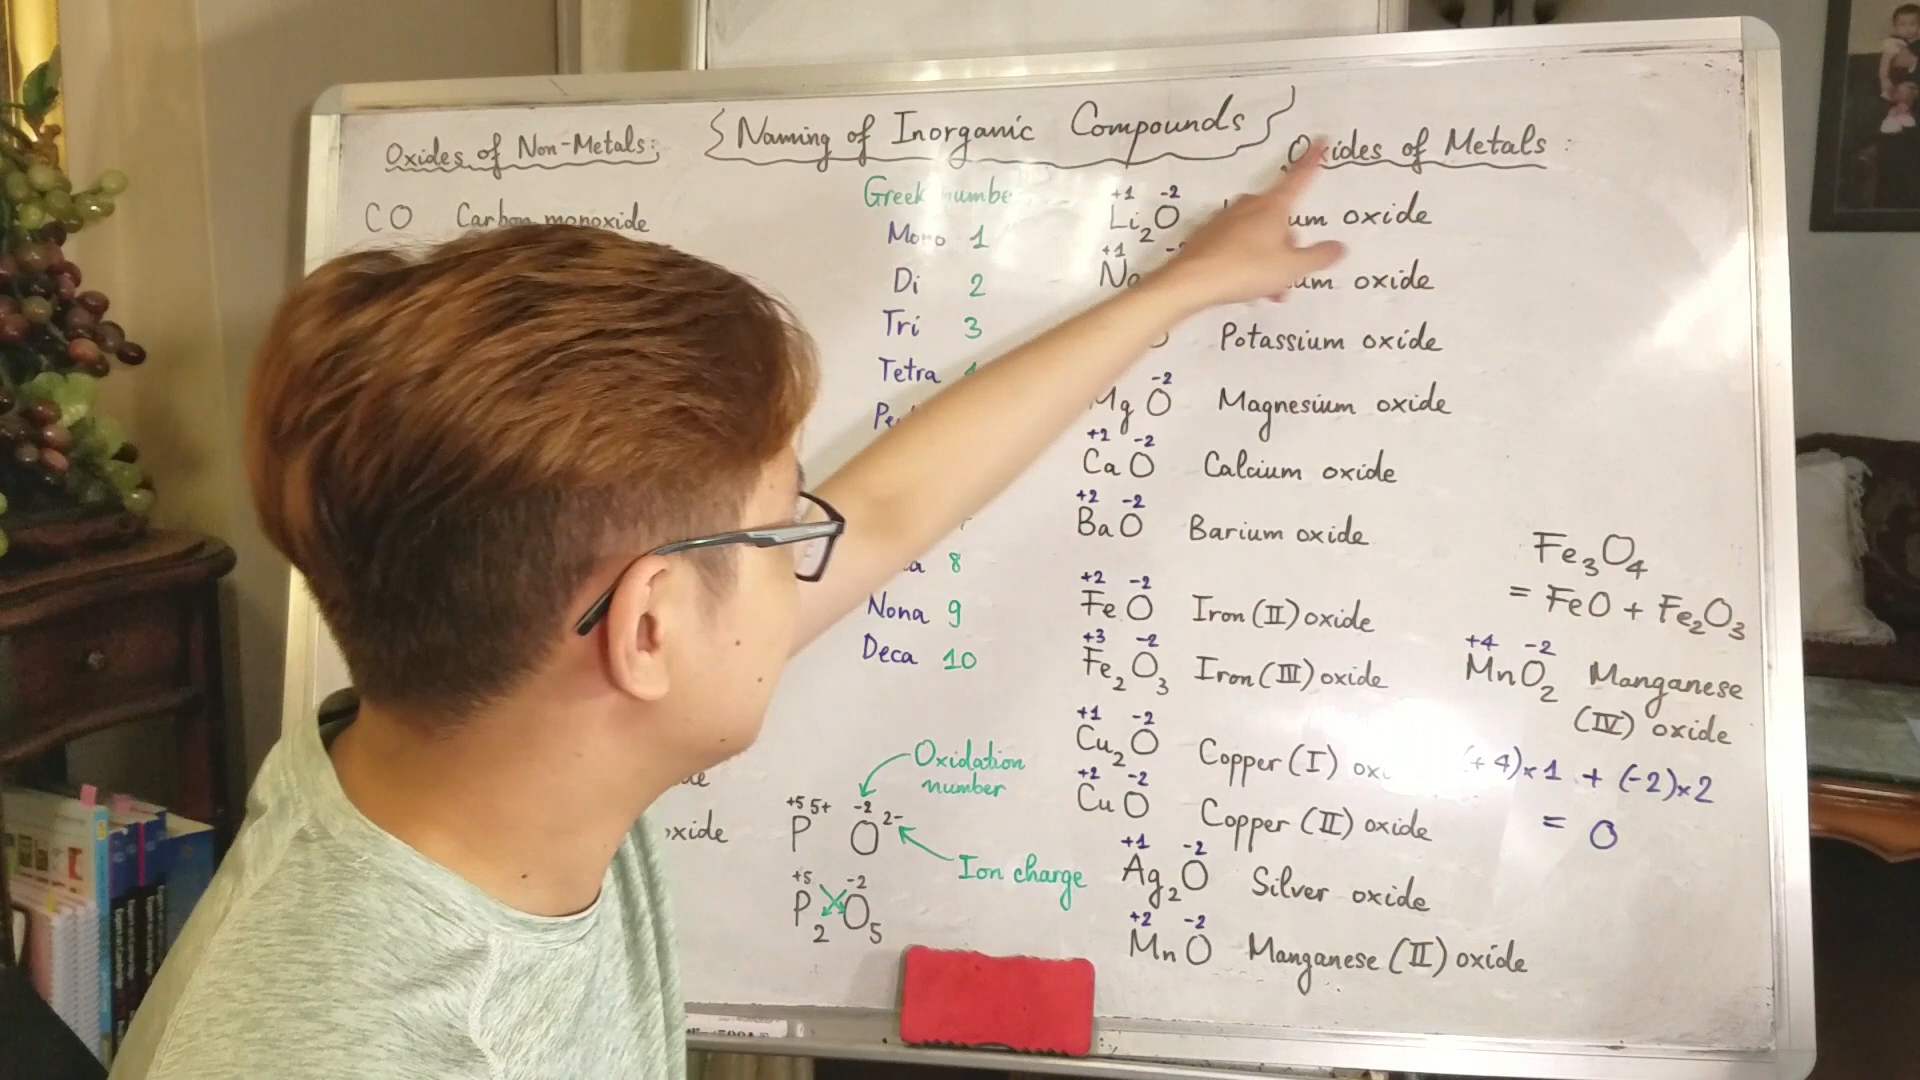 {Naming of Inorganic Compounds}
Oxides of Non-Metals:
CO Carbon monoxide
oxide
Greek
Mono 1
Di 2
Tri 3
Tetra
8
Nona 9
Deca 10
Oxidation
number
+5 5+ -2 2-
P O
Ion charge
+5 -2
P2O5
Oxides of Metals:
+1 -2
Li2O oxide
+1
oxide
Potassium oxide
-2
MgO Magnesium oxide
+2 -2
CaO Calcium oxide
+2 -2
BaO Barium oxide
+2 -2
FeO Iron (II) oxide
+3 -2
Fe2O3 Iron (III) oxide
+1 -2
Cu2O Copper (I)
+2 -2
CuO Copper (II) oxide
+1 -2
Ag2O Silver oxide
+2 -2
MnO Manganese (II) oxide
Fe3O4
= FeO + Fe2O3
+4 -2
MnO2 Manganese
(IV) oxide
(+4)x1 + (-2)x2
= 0